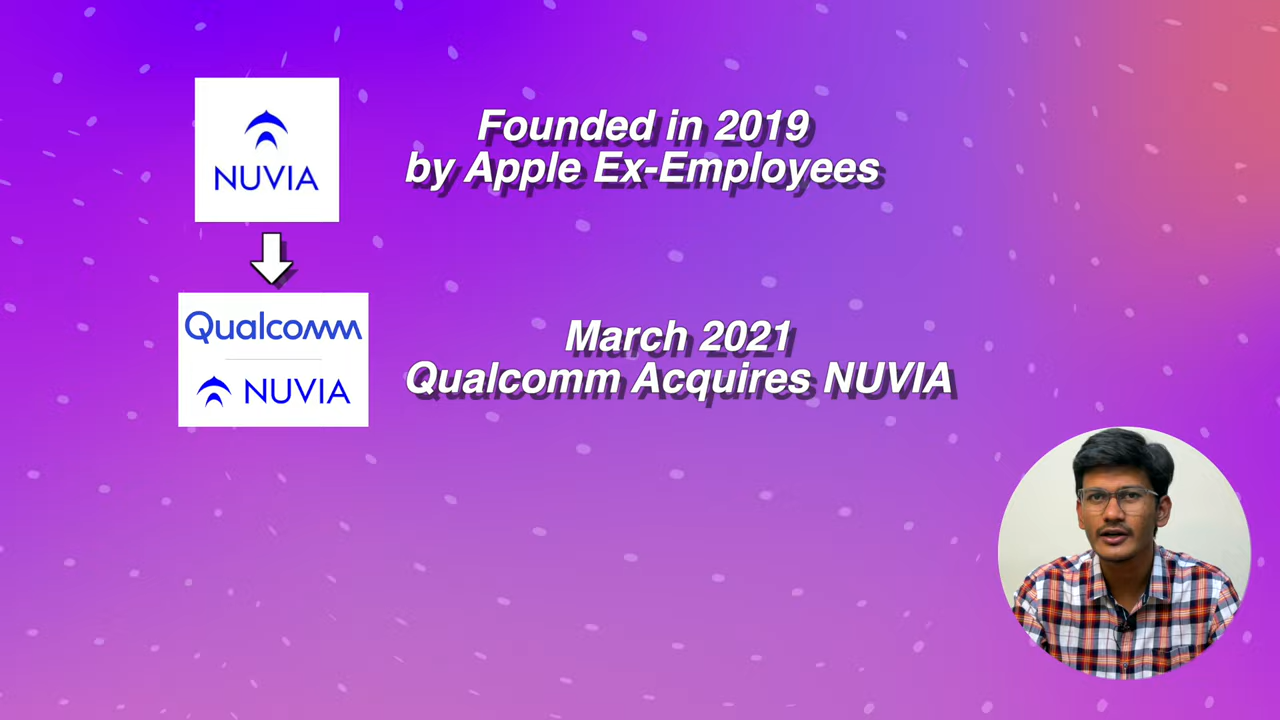 NUVIA
Founded in 2019
by Apple Ex-Employees
Qualcomm
NUVIA
March 2021
Qualcomm Acquires NUVIA